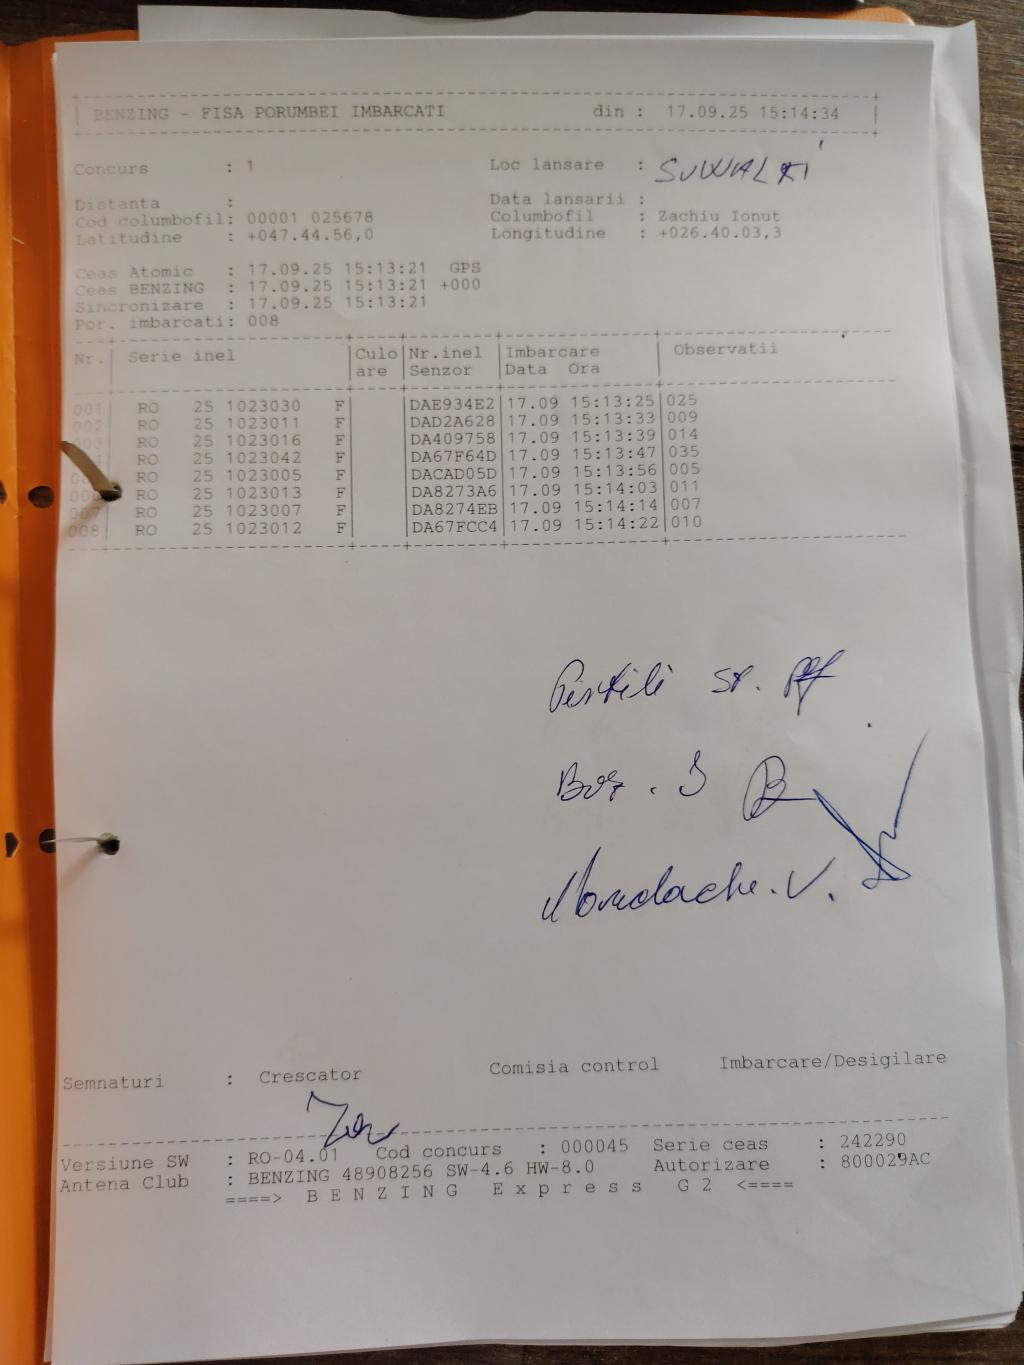 BENZING - FISA PORUMBEI IMBARCATI din : 17.09.25 15:14:34
Concurs : 1 Loc lansare : SUWALKI
Distanta : Data lansarii :
Cod columbofil: 00001 025678 Columbofil : Zachiu Ionut
Latitudine : +047.44.56,0 Longitudine : +026.40.03,3
Ceas Atomic : 17.09.25 15:13:21 GPS
Ceas BENZING : 17.09.25 15:13:21 +000
Sincronizare : 17.09.25 15:13:21
Por. imbarcati: 008
Nr. Serie inel Culo Nr.inel Imbarcare Observatii
are Senzor Data Ora
001 RO 25 1023030 F DAE934E2 17.09 15:13:25 025
002 RO 25 1023011 F DAD2A628 17.09 15:13:33 009
003 RO 25 1023016 F DA409758 17.09 15:13:39 014
RO 25 1023042 F DA67F64D 17.09 15:13:47 035
RO 25 1023005 F DACAD05D 17.09 15:13:56 005
006 RO 25 1023013 F DA8273A6 17.09 15:14:03 011
007 RO 25 1023007 F DA8274EB 17.09 15:14:14 007
008 RO 25 1023012 F DA67FCC4 17.09 15:14:22 010
Semnaturi : Crescator Comisia control Imbarcare/Desigilare
Versiune SW : RO-04.01 Cod concurs : 000045 Serie ceas : 242290
Antena Club : BENZING 48908256 SW-4.6 HW-8.0 Autorizare : 800029AC
====> B E N Z I N G E x p r e s s G 2 <====